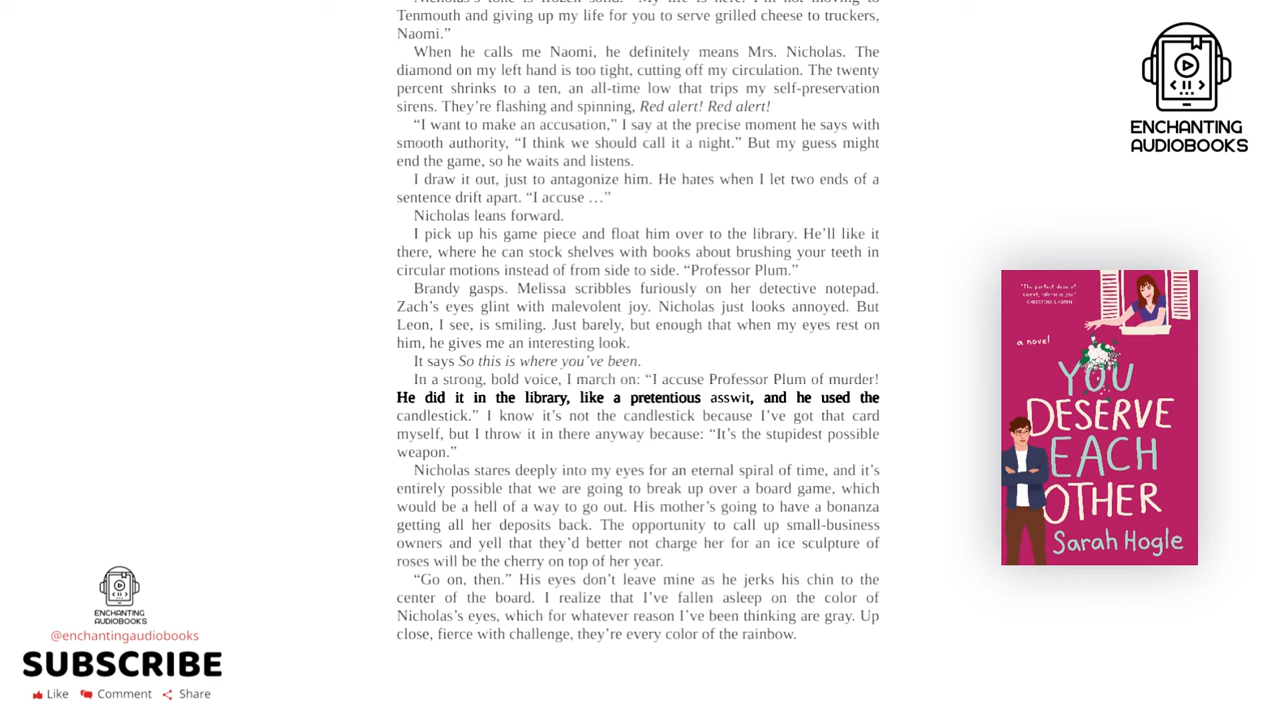 Nicholas's tone is frozen solid. "My life is here. I'm not moving to
Tenmouth and giving up my life for you to serve grilled cheese to truckers,
Naomi."
When he calls me Naomi, he definitely means Mrs. Nicholas. The
diamond on my left hand is too tight, cutting off my circulation. The twenty
percent shrinks to a ten, an all-time low that trips my self-preservation
sirens. They're flashing and spinning, Red alert! Red alert!
"I want to make an accusation," I say at the precise moment he says with
smooth authority, "I think we should call it a night." But my guess might
end the game, so he waits and listens.
I draw it out, just to antagonize him. He hates when I let two ends of a
sentence drift apart. "I accuse …"
Nicholas leans forward.
I pick up his game piece and float him over to the library. He'll like it
there, where he can stock shelves with books about brushing your teeth in
circular motions instead of from side to side. "Professor Plum."
Brandy gasps. Melissa scribbles furiously on her detective notepad.
Zach's eyes glint with malevolent joy. Nicholas just looks annoyed. But
Leon, I see, is smiling. Just barely, but enough that when my eyes rest on
him, he gives me an interesting look.
It says So this is where you've been.
In a strong, bold voice, I march on: "I accuse Professor Plum of murder!
He did it in the library, like a pretentious asswit, and he used the
candlestick." I know it's not the candlestick because I've got that card
myself, but I throw it in there anyway because: "It's the stupidest possible
weapon."
Nicholas stares deeply into my eyes for an eternal spiral of time, and it's
entirely possible that we are going to break up over a board game, which
would be a hell of a way to go out. His mother's going to have a bonanza
getting all her deposits back. The opportunity to call up small-business
owners and yell that they'd better not charge her for an ice sculpture of
roses will be the cherry on top of her year.
"Go on, then." His eyes don't leave mine as he jerks his chin to the
center of the board. I realize that I've fallen asleep on the color of
Nicholas's eyes, which for whatever reason I've been thinking are gray. Up
close, fierce with challenge, they're every color of the rainbow.
ENCHANTING
AUDIOBOOKS
"The perfect dose of
CHRISTINA LAUREN
a novel
YOU
DESERVE
EACH
OTHER
Sarah Hogle
ENCHANTING
AUDIOBOOKS
@enchantingaudiobooks
SUBSCRIBE
Like Comment Share